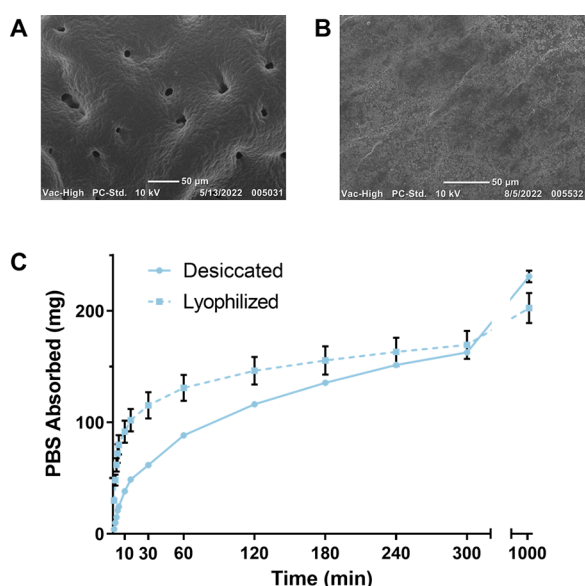 A
B
50 µm
Vac-High PC-Std. 10 kV 5/13/2022 005031
50 µm
Vac-High PC-Std. 10 kV 8/5/2022 005532
C
Desiccated
Lyophilized
PBS Absorbed (mg)
200
100
0
10 30 60 120 180 240 300 1000
Time (min)